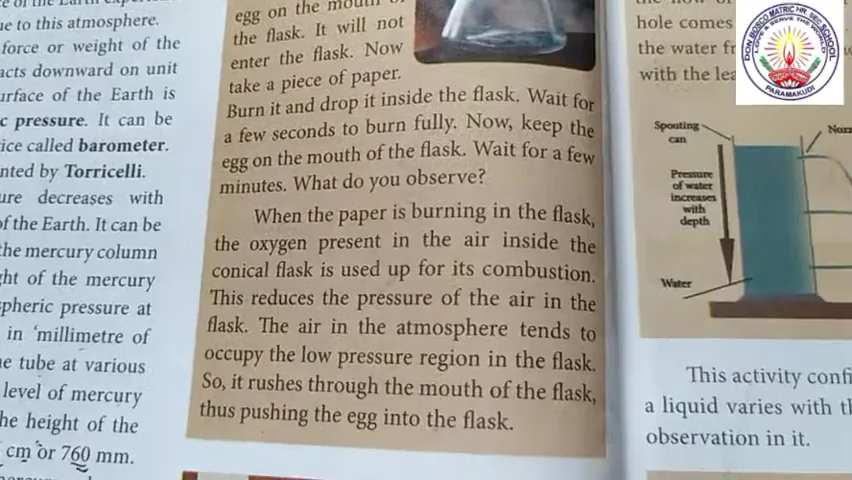 of the Earth
ue to this atmosphere.
force or weight of the
acts downward on unit
urface of the Earth is
c pressure. It can be
ice called barometer.
nted by Torricelli.
ure decreases with
of the Earth. It can be
the mercury column
ght of the mercury
spheric pressure at
in ‘millimetre of
e tube at various
level of mercury
he height of the
cm or 760 mm.
egg on the mouth of
the flask. It will not
enter the flask. Now
take a piece of paper.
Burn it and drop it inside the flask. Wait for
a few seconds to burn fully. Now, keep the
egg on the mouth of the flask. Wait for a few
minutes. What do you observe?
When the paper is burning in the flask,
the oxygen present in the air inside the
conical flask is used up for its combustion.
This reduces the pressure of the air in the
flask. The air in the atmosphere tends to
occupy the low pressure region in the flask.
So, it rushes through the mouth of the flask,
thus pushing the egg into the flask.
hole comes
the water fr
with the lea
DON BOSCO MATRIC HR. SEC. SCHOOL
LOVE & SERVE THE WORLD
PARAMAKUDI
Spouting
can
Nozz
Pressure
of water
increases
with
depth
Water
This activity confi
a liquid varies with th
observation in it.